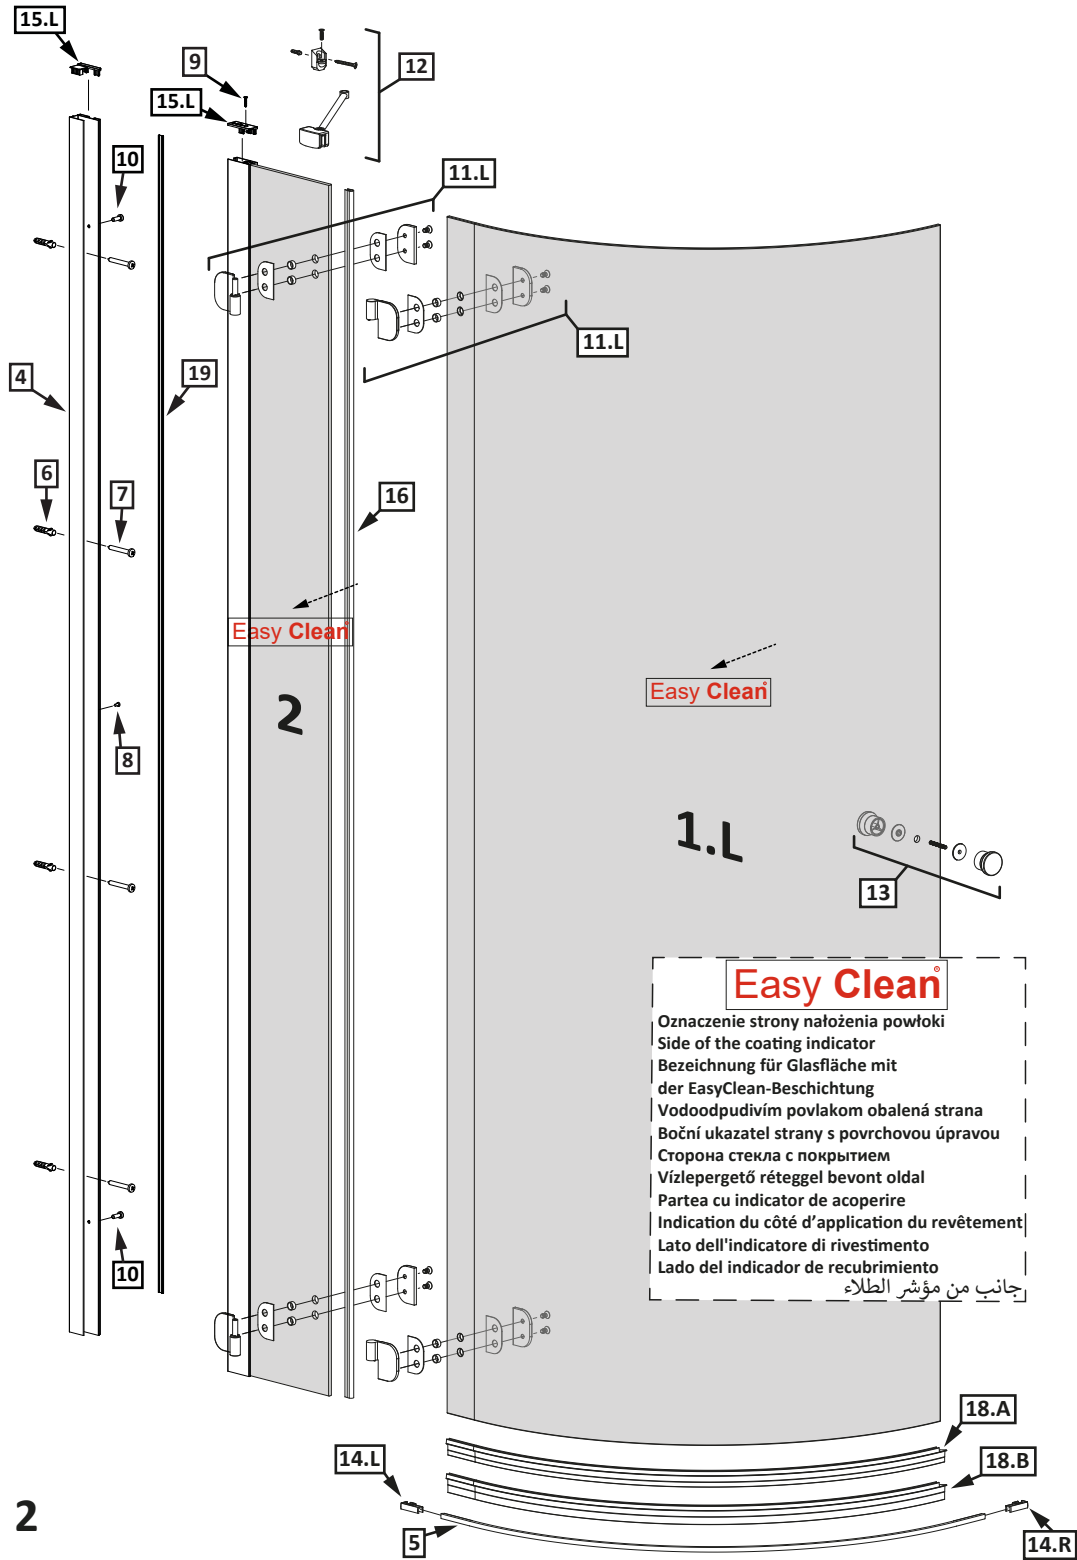 15.L
9
12
15.L
10
11.L
11.L
4
19
6
7
16
Easy Clean
2
Easy Clean®
8
1.L
13
Easy Clean®
Oznaczenie strony nałożenia powłoki
Side of the coating indicator
Bezeichnung für Glasfläche mit
der EasyClean-Beschichtung
Vodoodpudivím povlakom obalená strana
Boční ukazatel strany s povrchovou úpravou
Сторона стекла с покрытием
Vízlepergető réteggel bevont oldal
Partea cu indicator de acoperire
Indication du côté d’application du revêtement
Lato dell'indicatore di rivestimento
Lado del indicador de recubrimiento
جانب من مؤشر الطلاء
10
18.A
14.L
18.B
2
5
14.R